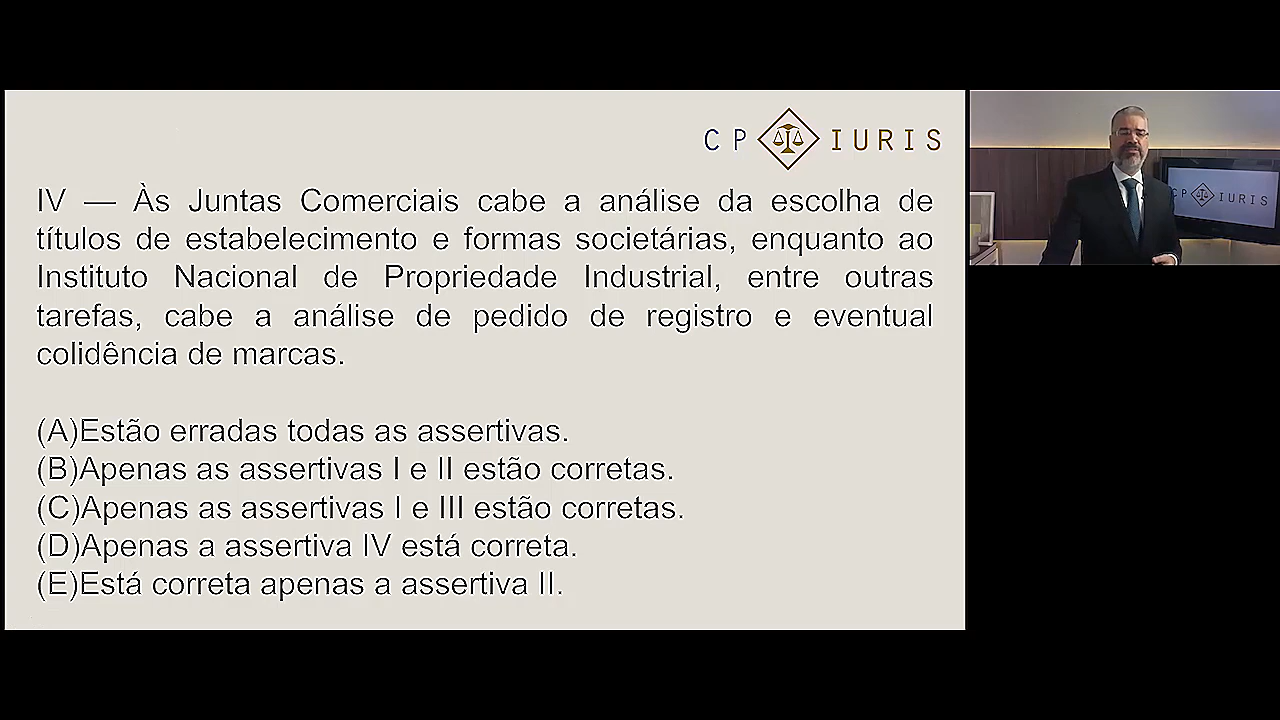 CP IURIS
IV — Às Juntas Comerciais cabe a análise da escolha de
títulos de estabelecimento e formas societárias, enquanto ao
Instituto Nacional de Propriedade Industrial, entre outras
tarefas, cabe a análise de pedido de registro e eventual
colidência de marcas.
(A)Estão erradas todas as assertivas.
(B)Apenas as assertivas I e II estão corretas.
(C)Apenas as assertivas I e III estão corretas.
(D)Apenas a assertiva IV está correta.
(E)Está correta apenas a assertiva II.
CP IURIS